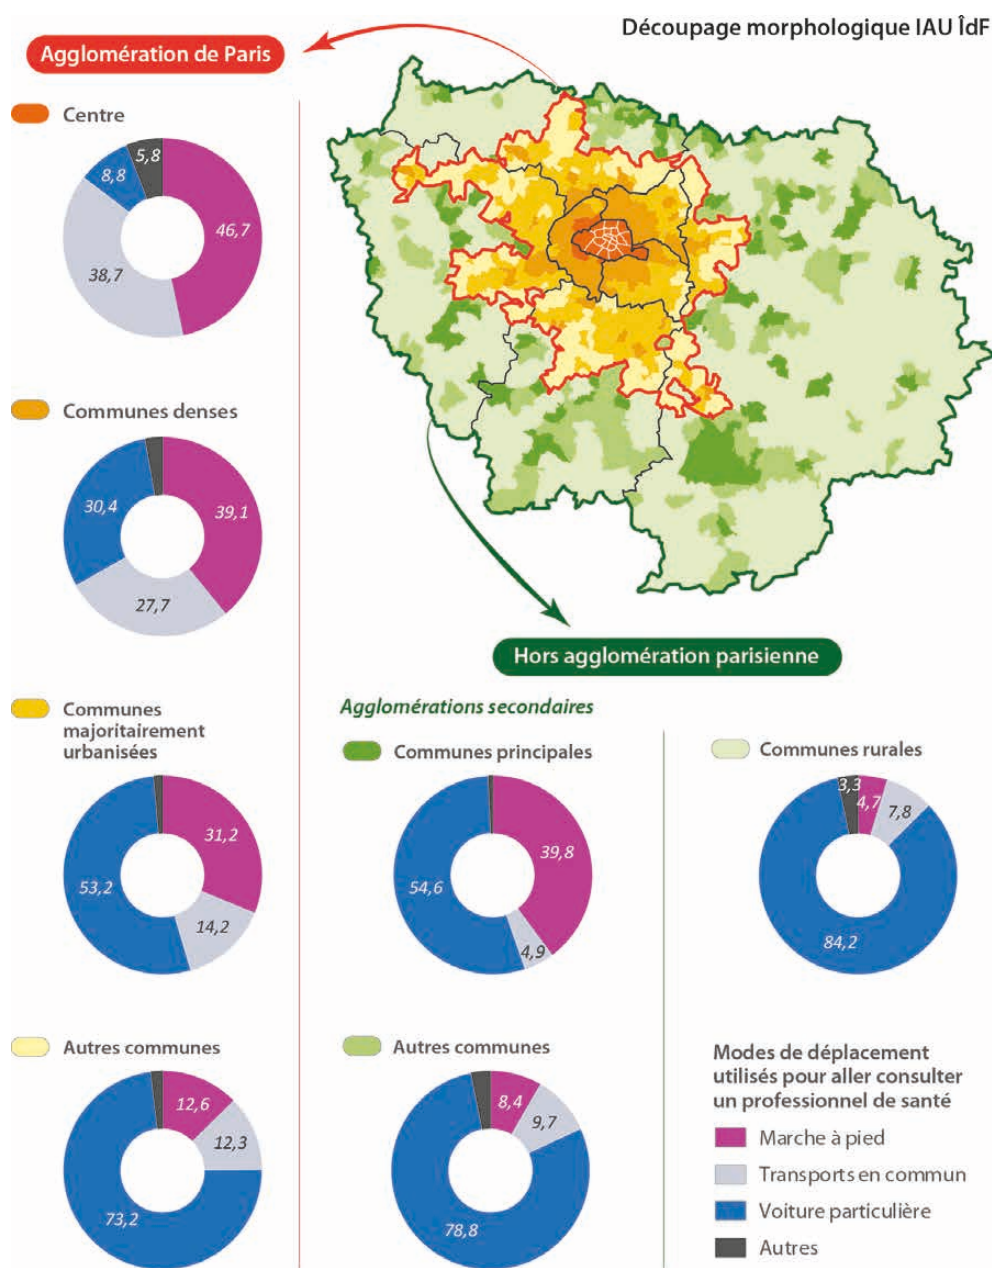 Découpage morphologique IAU ÎdF
Agglomération de Paris
Centre
5,8
8,8
46,7
38,7
Communes denses
30,4
39,1
27,7
Hors agglomération parisienne
Communes
majoritairement
urbanisées
31,2
53,2
14,2
Agglomérations secondaires
Communes principales
39,8
54,6
4,9
Communes rurales
3,3
4,7
7,8
84,2
Autres communes
12,6
12,3
73,2
Autres communes
8,4
9,7
78,8
Modes de déplacement
utilisés pour aller consulter
un professionnel de santé
Marche à pied
Transports en commun
Voiture particulière
Autres